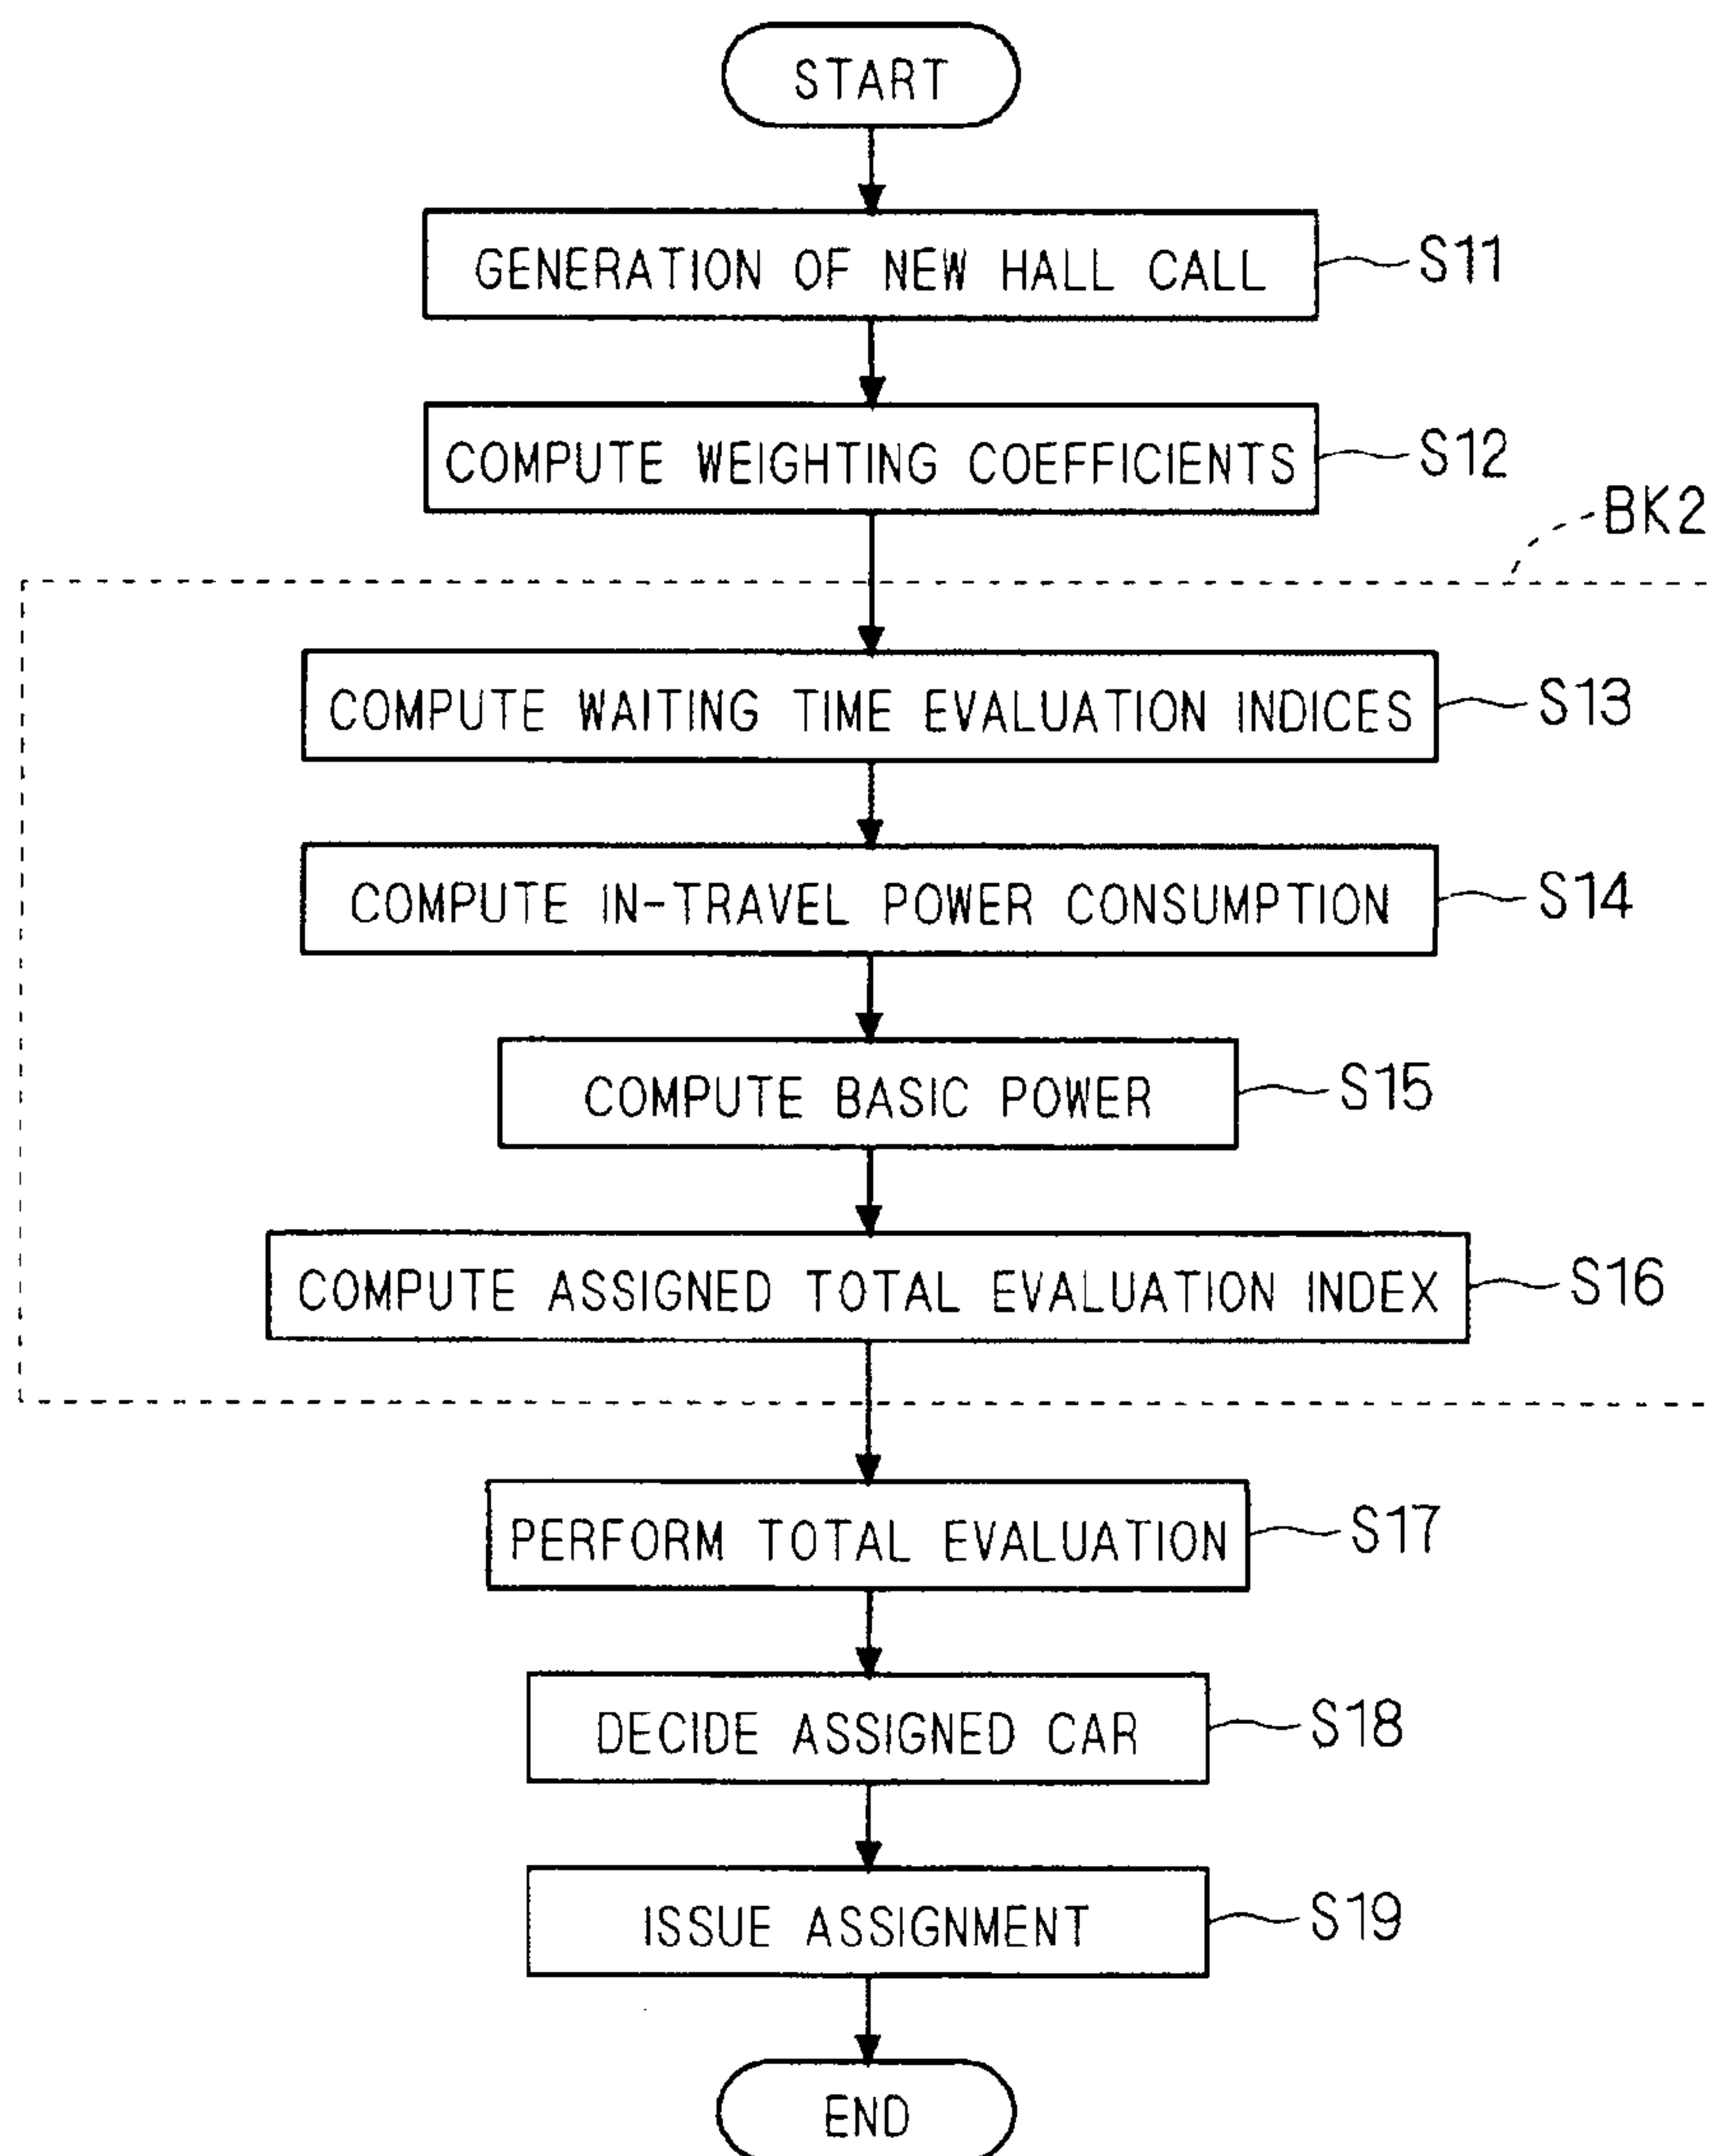 START
GENERATION OF NEW HALL CALL S11
COMPUTE WEIGHTING COEFFICIENTS S12
BK2
COMPUTE WAITING TIME EVALUATION INDICES S13
COMPUTE IN-TRAVEL POWER CONSUMPTION S14
COMPUTE BASIC POWER S15
COMPUTE ASSIGNED TOTAL EVALUATION INDEX S16
PERFORM TOTAL EVALUATION S17
DECIDE ASSIGNED CAR S18
ISSUE ASSIGNMENT S19
END